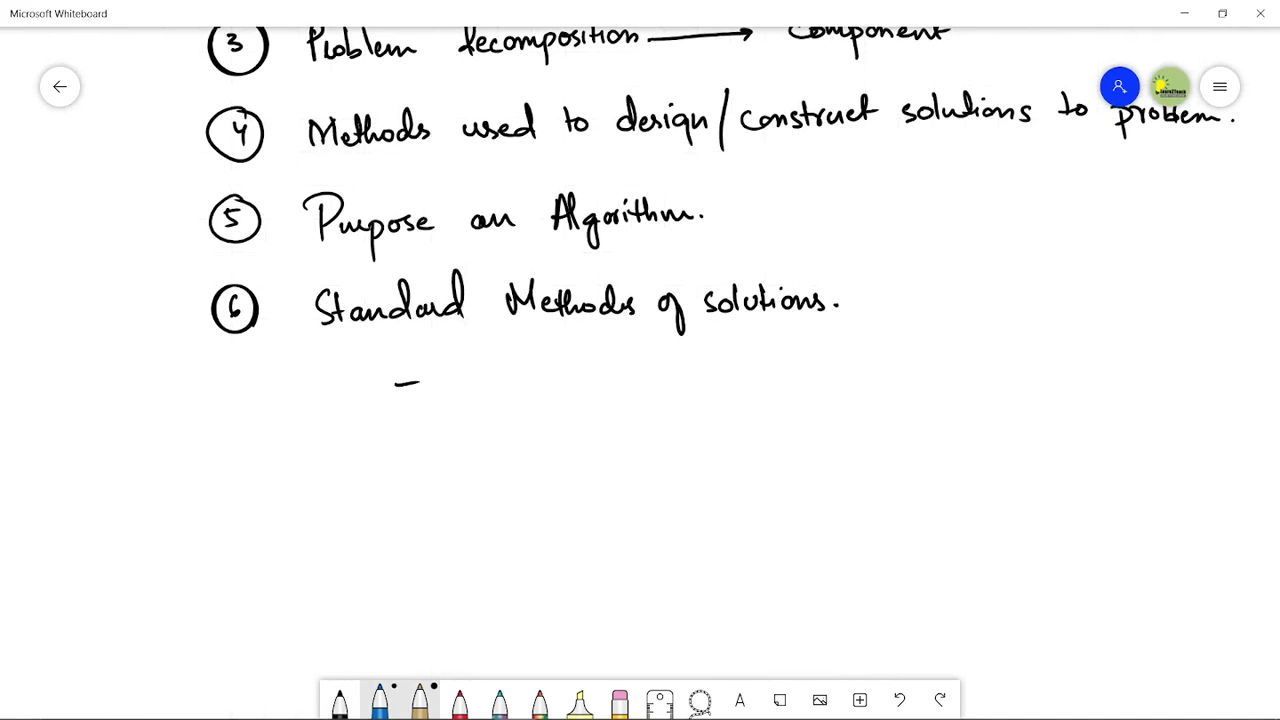 Microsoft Whiteboard
3 Problem decomposition → Component
4 Methods used to design/construct solutions to problem.
5 Purpose an Algorithm.
6 Standard Methods of solutions.
–
A